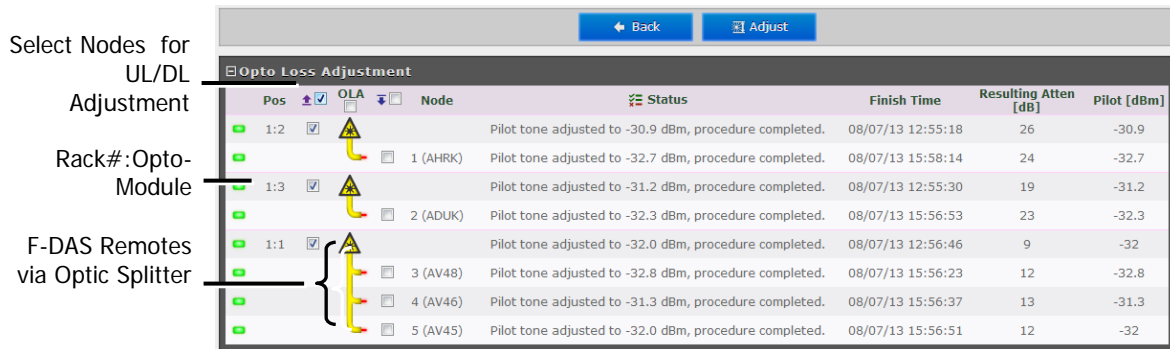 Back Adjust
Select Nodes for
UL/DL
Adjustment
Rack#:Opto-
Module
F-DAS Remotes
via Optic Splitter
Opto Loss Adjustment
Pos OLA Node Status Finish Time Resulting Atten [dB] Pilot [dBm]
1:2 Pilot tone adjusted to -30.9 dBm, procedure completed. 08/07/13 12:55:18 26 -30.9
1 (AHRK) Pilot tone adjusted to -32.7 dBm, procedure completed. 08/07/13 15:58:14 24 -32.7
1:3 Pilot tone adjusted to -31.2 dBm, procedure completed. 08/07/13 12:55:30 19 -31.2
2 (ADUK) Pilot tone adjusted to -32.3 dBm, procedure completed. 08/07/13 15:56:53 23 -32.3
1:1 Pilot tone adjusted to -32.0 dBm, procedure completed. 08/07/13 12:56:46 9 -32
3 (AV48) Pilot tone adjusted to -32.8 dBm, procedure completed. 08/07/13 15:56:23 12 -32.8
4 (AV46) Pilot tone adjusted to -31.3 dBm, procedure completed. 08/07/13 15:56:37 13 -31.3
5 (AV45) Pilot tone adjusted to -32.0 dBm, procedure completed. 08/07/13 15:56:51 12 -32